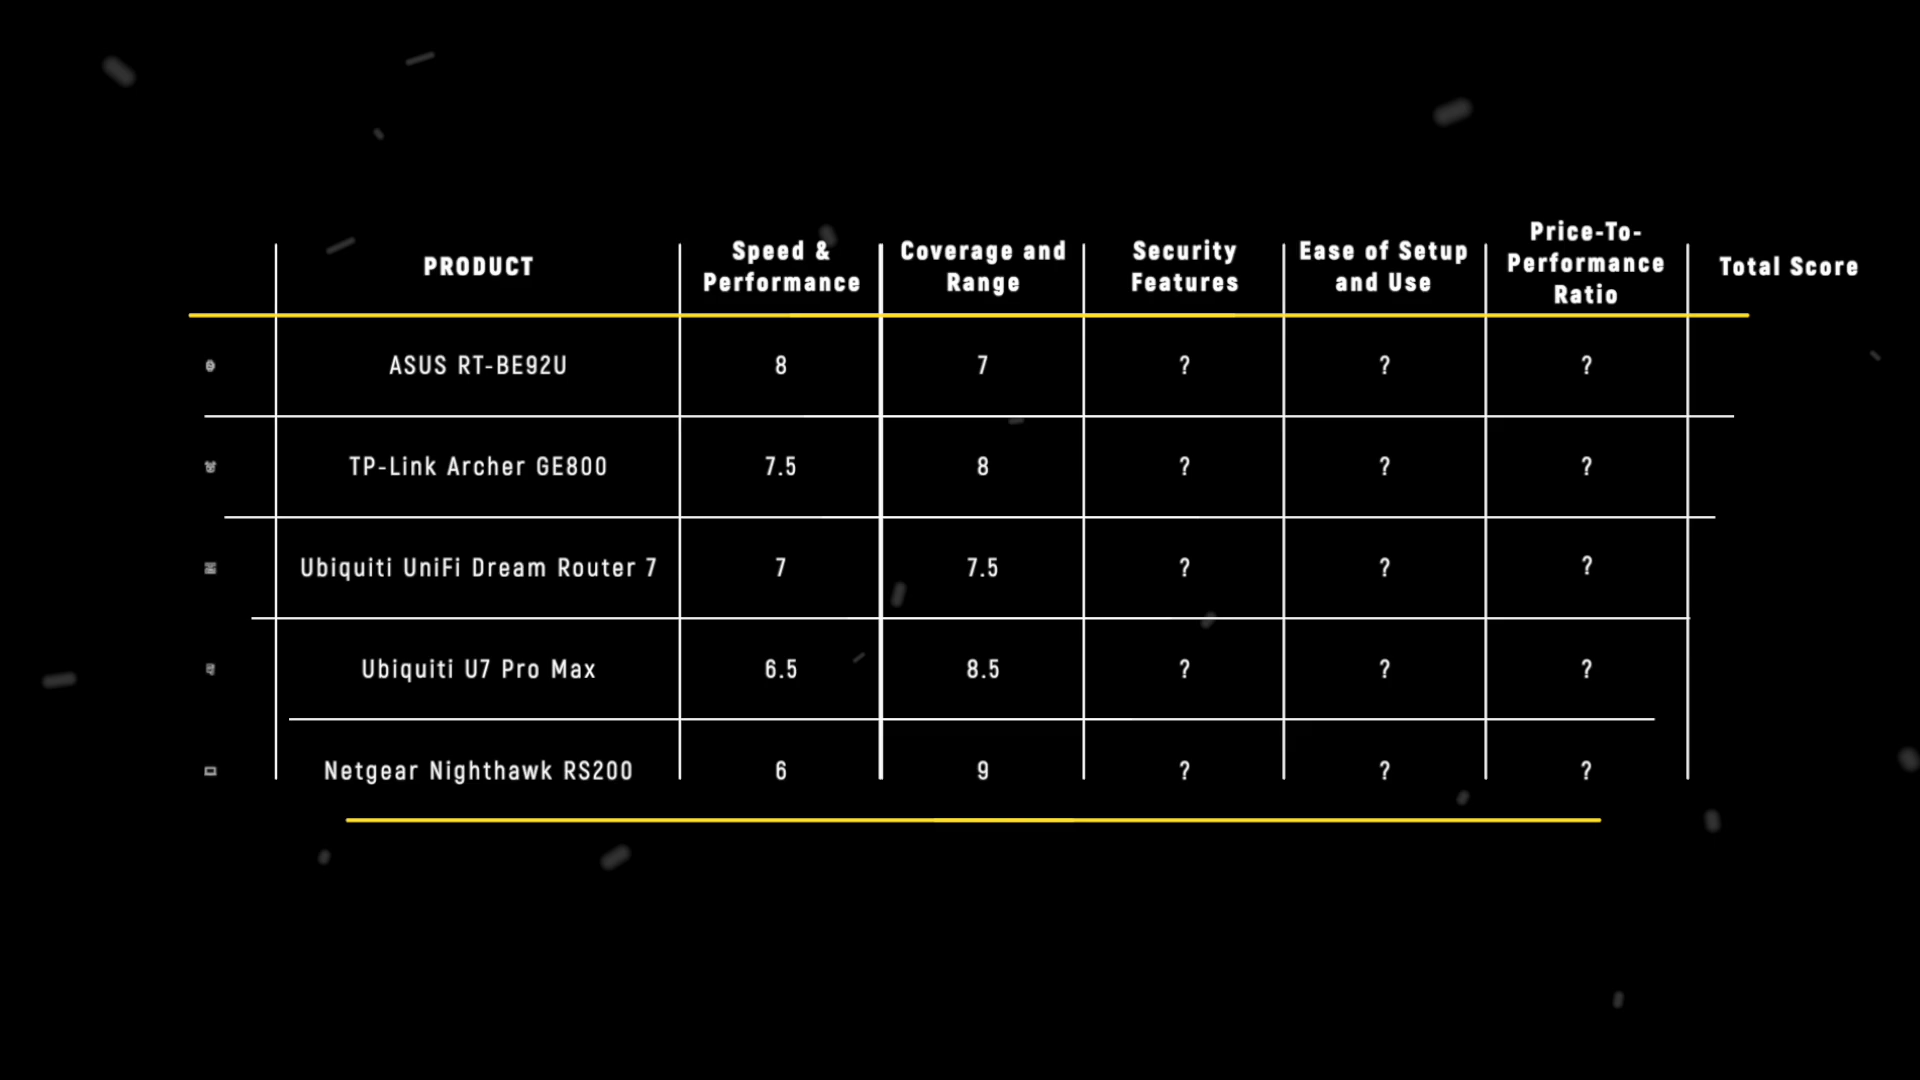 PRODUCT
Speed &
Performance
Coverage and
Range
Security
Features
Ease of Setup
and Use
Price-To-
Performance
Ratio
Total Score
ASUS RT-BE92U 8 7 ? ? ?
TP-Link Archer GE800 7.5 8 ? ? ?
Ubiquiti UniFi Dream Router 7 7 7.5 ? ? ?
Ubiquiti U7 Pro Max 6.5 8.5 ? ? ?
Netgear Nighthawk RS200 6 9 ? ? ?